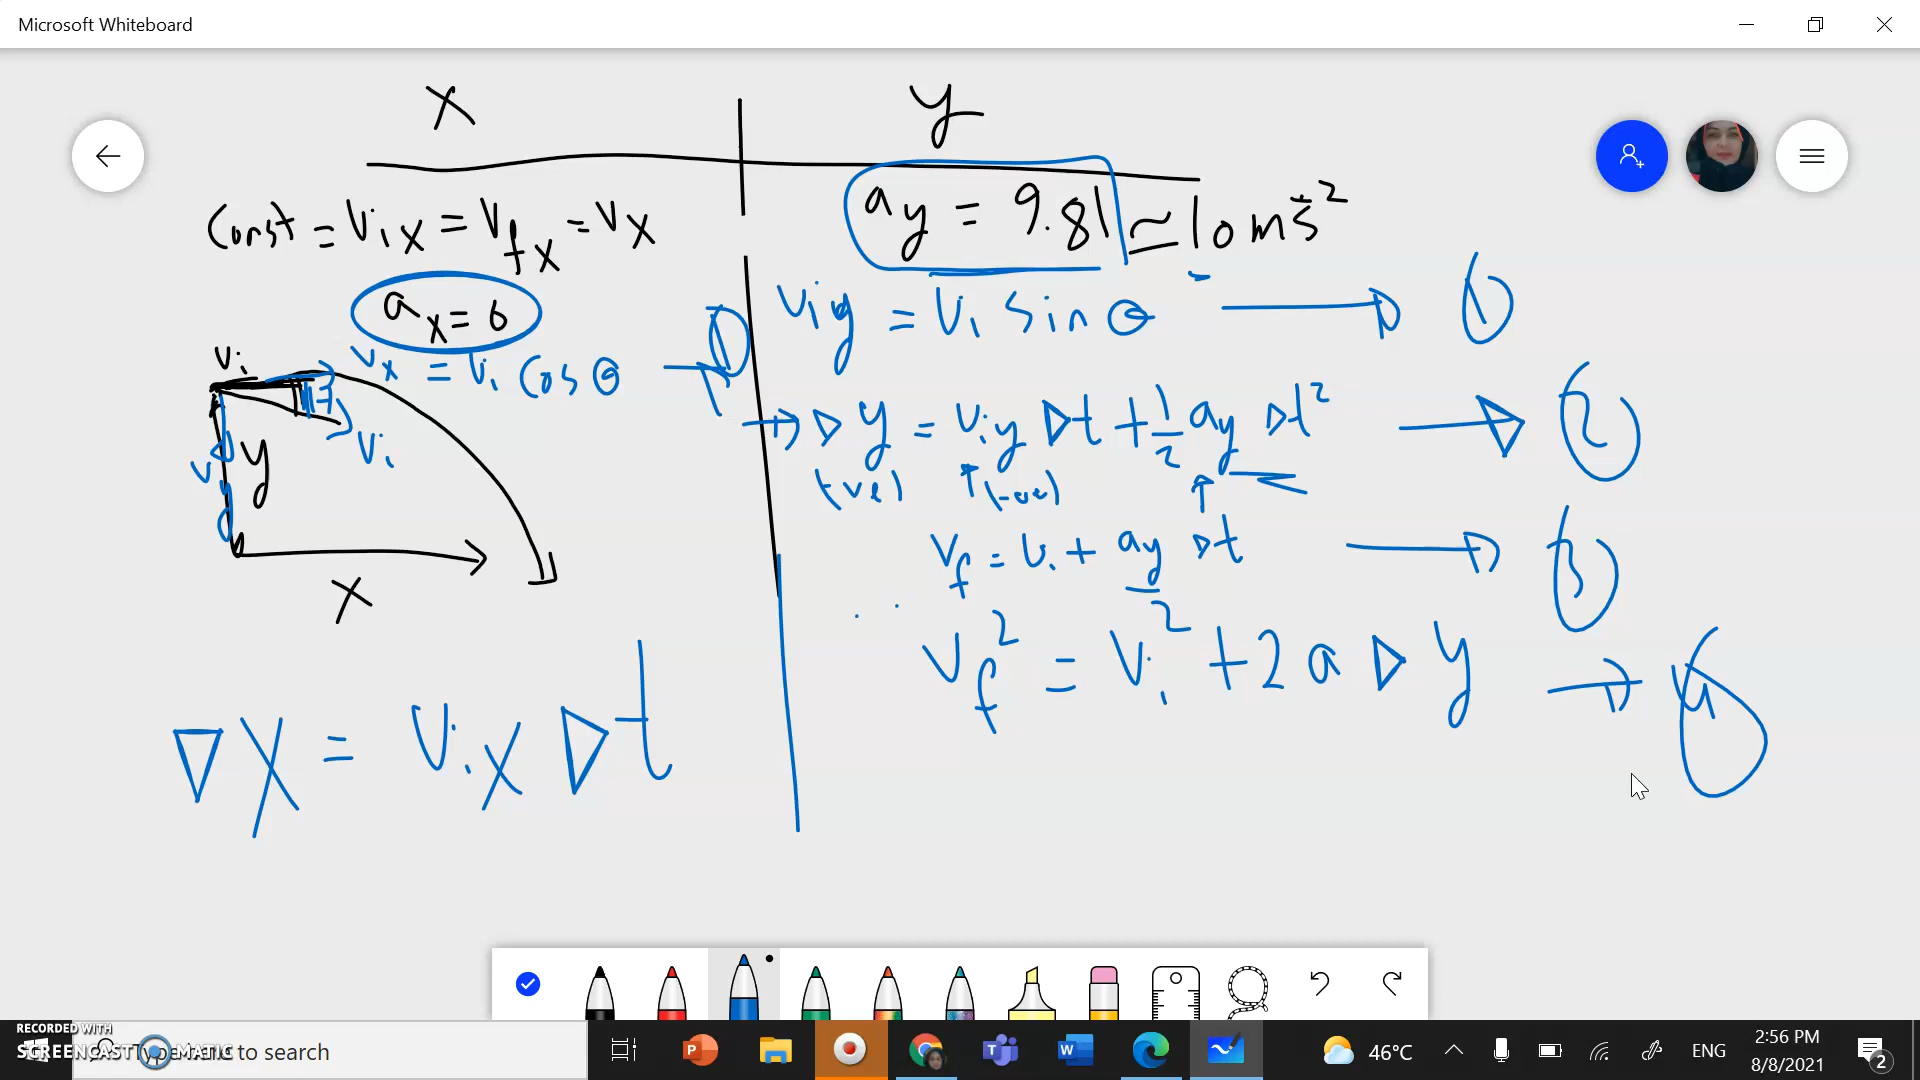 Microsoft Whiteboard
x
y
Const = Vix = Vfx = Vx
ay = 9.81 ≃ 10 ms-2
ax = 0
Viy = Vi Sin θ → 1
Vi
Vx = Vi Cos θ → 1
→ Δy = Viy Δt + 1/2 ay Δt2 → 2
Vi
y
Vy
(+ve) (-ve)
Vf = Vi + ay Δt → 3
x
Vf2 = Vi2 + 2a Δy → 4
Δx = Vix Δt
RECORDED WITH
SCREENCAST MATIC
Type here to search
46°C
ENG
2:56 PM
8/8/2021
2